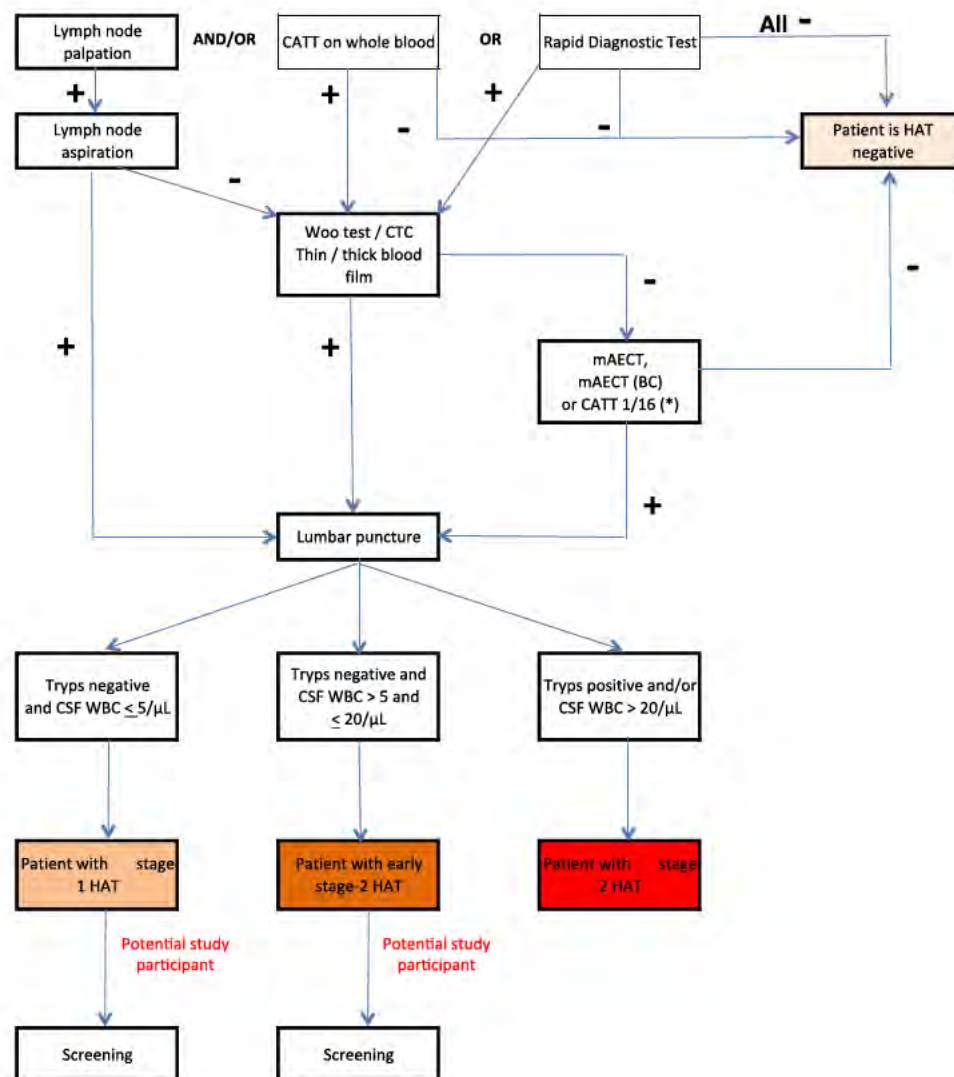 Lymph node
palpation
AND/OR
CATT on whole blood
OR
Rapid Diagnostic Test
All -
+
+
+
-
-
Lymph node
aspiration
Patient is HAT
negative
-
Woo test / CTC
Thin / thick blood
film
-
-
+
+
mAECT,
mAECT (BC)
or CATT 1/16 (*)
+
Lumbar puncture
Tryps negative
and CSF WBC ≤ 5/µL
Tryps negative and
CSF WBC > 5 and
≤ 20/µL
Tryps positive and/or
CSF WBC > 20/µL
Patient with stage
1 HAT
Patient with early
stage-2 HAT
Patient with stage
2 HAT
Potential study
participant
Potential study
participant
Screening
Screening